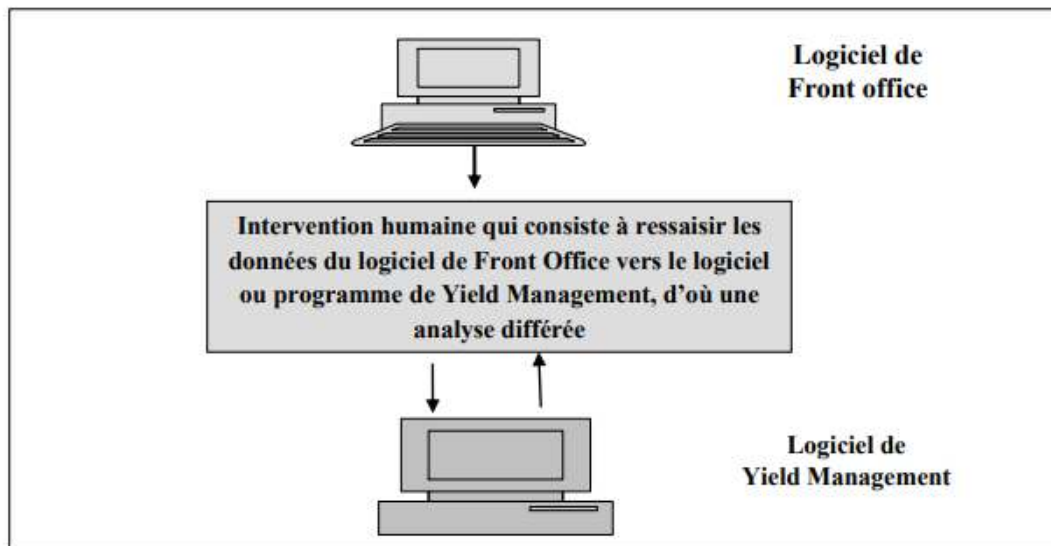 Logiciel de
Front office
Intervention humaine qui consiste à ressaisir les
données du logiciel de Front Office vers le logiciel
ou programme de Yield Management, d'où une
analyse différée
Logiciel de
Yield Management